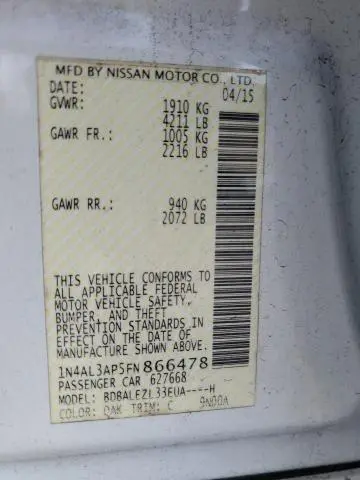 MFD BY NISSAN MOTOR CO., LTD.
DATE: 04/15
GVWR: 1910 KG
4211 LB
GAWR FR.: 1005 KG
2216 LB
GAWR RR.: 940 KG
2072 LB
THIS VEHICLE CONFORMS TO
ALL APPLICABLE FEDERAL
MOTOR VEHICLE SAFETY,
BUMPER, AND THEFT
PREVENTION STANDARDS IN
EFFECT ON THE DATE OF
MANUFACTURE SHOWN ABOVE.
1N4AL3AP5FN866478
PASSENGER CAR 627668
MODEL: BDBALEZL33EUA----H
COLOR: QAK TRIM: C 9N00A